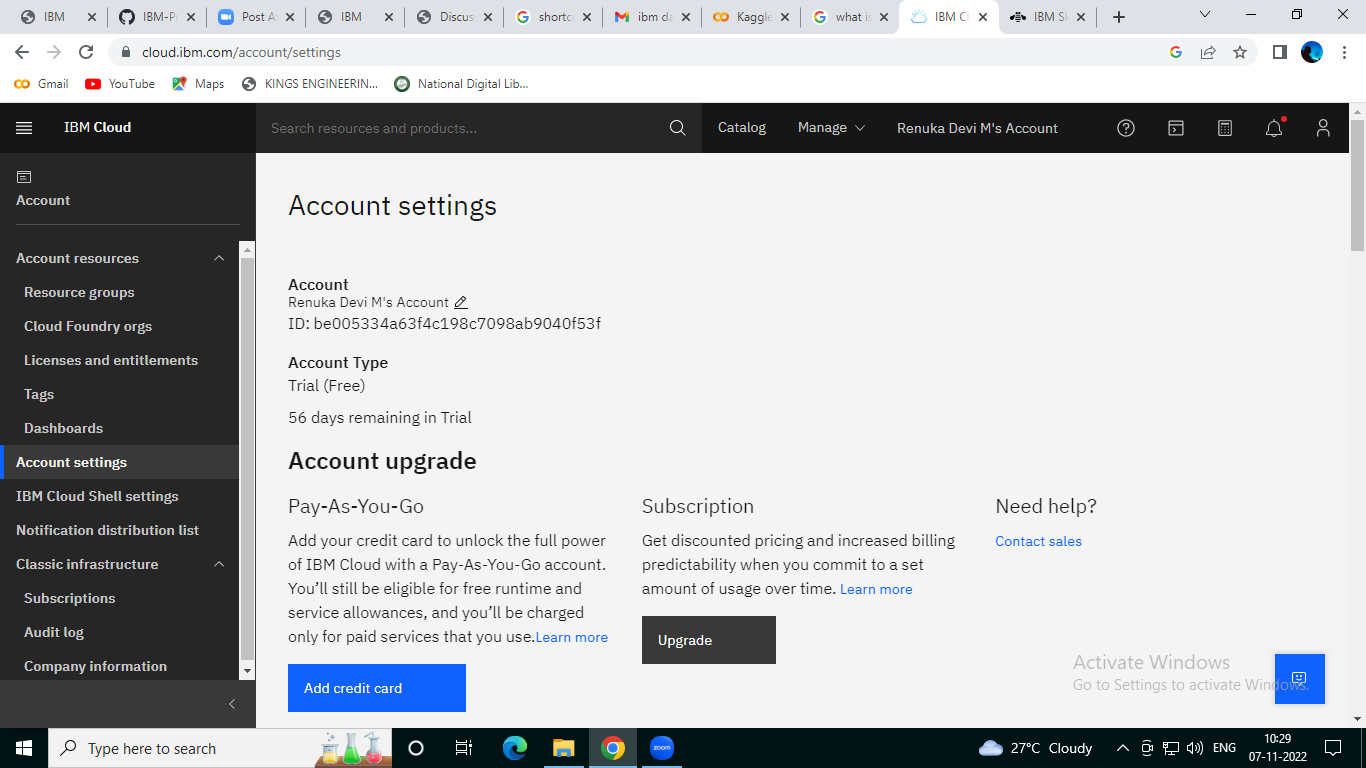 IBM
IBM-Pr
Post A
IBM
Discus
shortc
ibm da
Kaggle
what is
IBM Cl
IBM Sk
cloud.ibm.com/account/settings
Gmail
YouTube
Maps
KINGS ENGINEERIN...
National Digital Lib...
IBM Cloud
Search resources and products...
Catalog
Manage
Renuka Devi M's Account
Account
Account resources
Resource groups
Cloud Foundry orgs
Licenses and entitlements
Tags
Dashboards
Account settings
IBM Cloud Shell settings
Notification distribution list
Classic infrastructure
Subscriptions
Audit log
Company information
Account settings
Account
Renuka Devi M's Account
ID: be005334a63f4c198c7098ab9040f53f
Account Type
Trial (Free)
56 days remaining in Trial
Account upgrade
Pay-As-You-Go
Add your credit card to unlock the full power
of IBM Cloud with a Pay-As-You-Go account.
You’ll still be eligible for free runtime and
service allowances, and you’ll be charged
only for paid services that you use.Learn more
Add credit card
Subscription
Get discounted pricing and increased billing
predictability when you commit to a set
amount of usage over time. Learn more
Upgrade
Need help?
Contact sales
Activate Windows
Go to Settings to activate Windows.
Type here to search
zoom
27°C Cloudy
ENG
10:29
07-11-2022